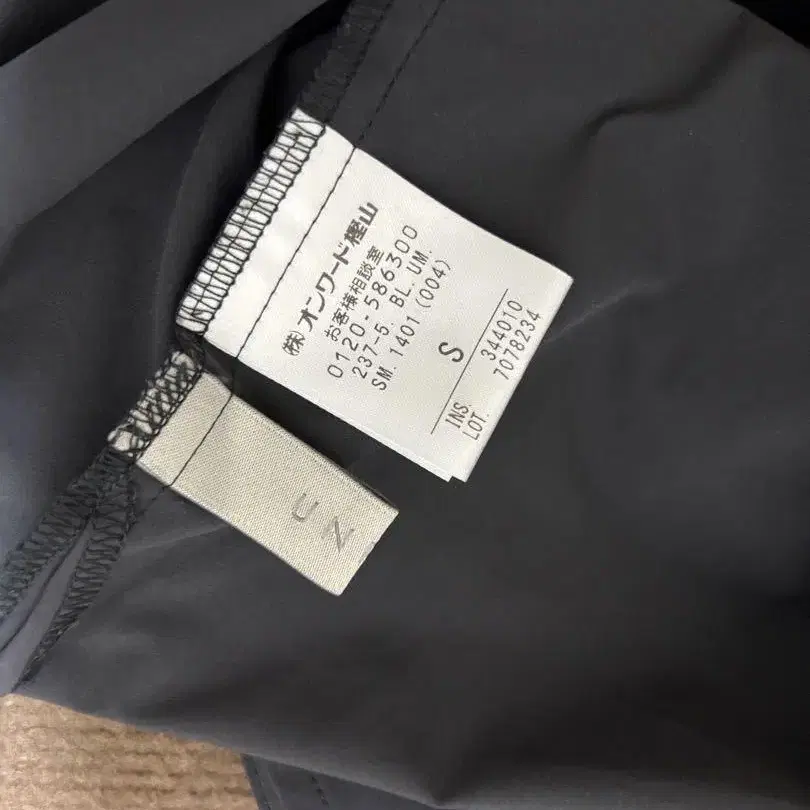 (株)オンワード樫山
お客様相談室
0120-586300
237-5. BL. UM.
SM. 1401 (004)
S
INS. 344010
LOT. 7078234